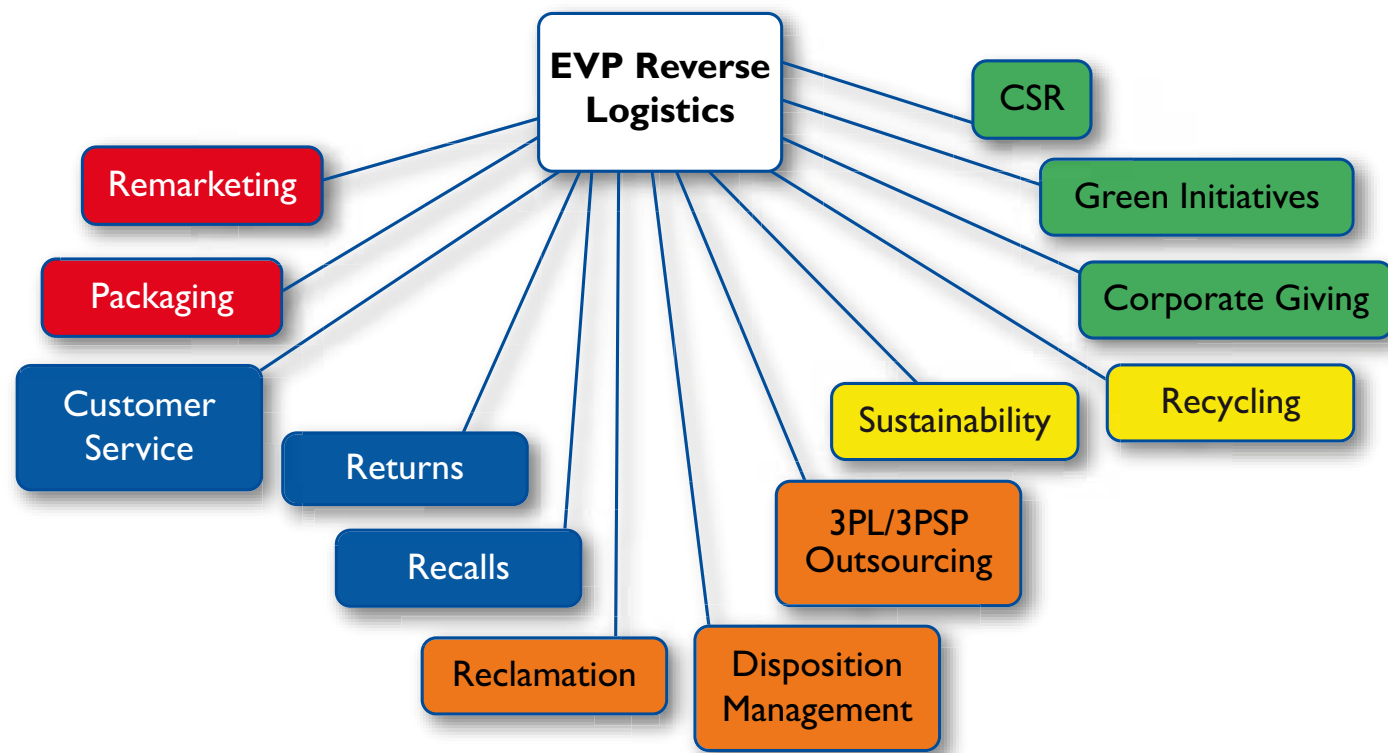 EVP Reverse
Logistics
CSR
Remarketing
Green Initiatives
Packaging
Corporate Giving
Customer
Service
Recycling
Sustainability
Returns
3PL/3PSP
Outsourcing
Recalls
Reclamation
Disposition
Management